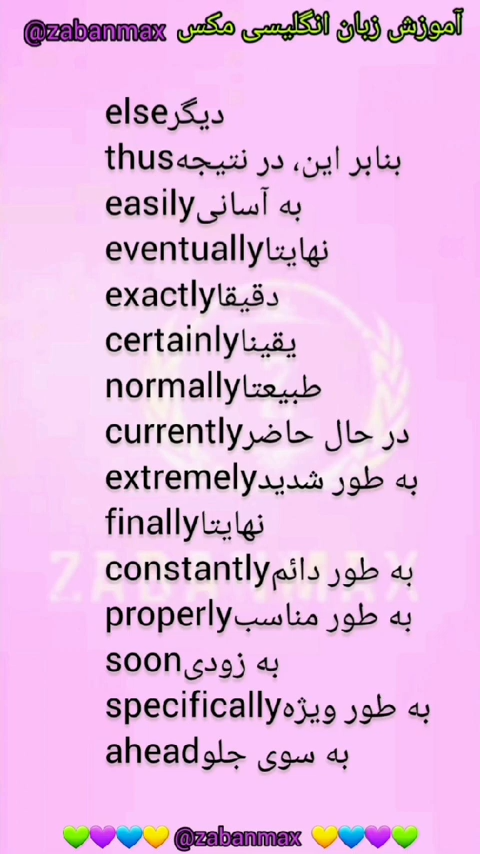 @zabanmax آموزش زبان انگلیسی مکس
elseدیگر
thusبنابر این، در نتیجه
easilyبه آسانی
eventuallyنهایتا
exactlyدقیقا
certainlyیقینا
normallyطبیعتا
currentlyدر حال حاضر
extremelyبه طور شدید
finallyنهایتا
constantlyبه طور دائم
properlyبه طور مناسب
soonبه زودی
specificallyبه طور ویژه
aheadبه سوی جلو
ZABANMAX
💚💜💙💛@zabanmax 💛💙💜💚